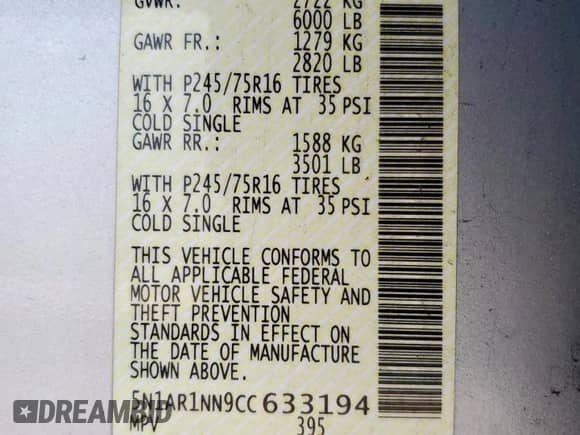 GVWR: 2722 KG
6000 LB
GAWR FR.: 1279 KG
2820 LB
WITH P245/75R16 TIRES
16 X 7.0 RIMS AT 35 PSI
COLD SINGLE
GAWR RR.: 1588 KG
3501 LB
WITH P245/75R16 TIRES
16 X 7.0 RIMS AT 35 PSI
COLD SINGLE
THIS VEHICLE CONFORMS TO
ALL APPLICABLE FEDERAL
MOTOR VEHICLE SAFETY AND
THEFT PREVENTION
STANDARDS IN EFFECT ON
THE DATE OF MANUFACTURE
SHOWN ABOVE.
5N1AR1NN9CC633194
MPV 395
DREAMBID